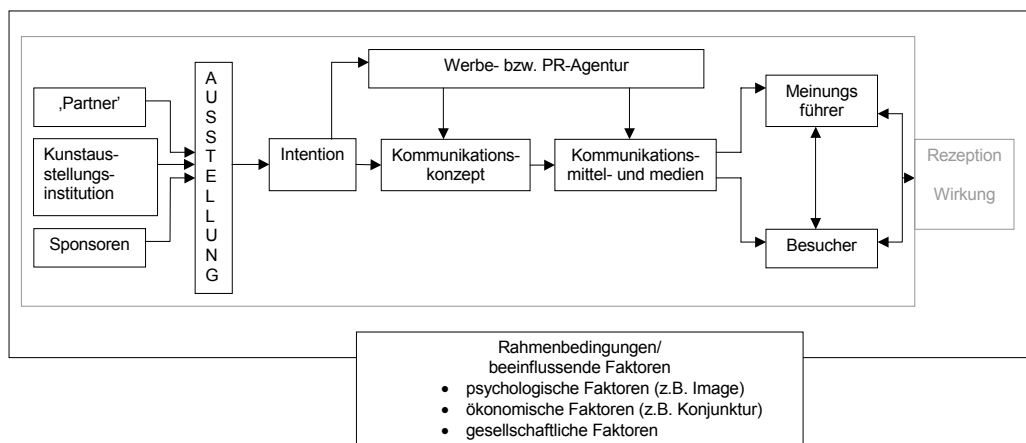 Werbe- bzw. PR-Agentur
‚Partner’
Kunstaus-
stellungs-
institution
Sponsoren
A
U
S
S
T
E
L
L
U
N
G
Intention
Kommunikations-
konzept
Kommunikations-
mittel- und medien
Meinungs
führer
Besucher
Rezeption
Wirkung
Rahmenbedingungen/
beeinflussende Faktoren
• psychologische Faktoren (z.B. Image)
• ökonomische Faktoren (z.B. Konjunktur)
• gesellschaftliche Faktoren